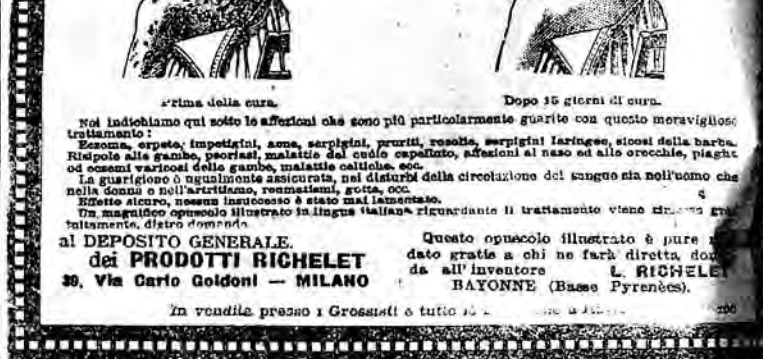 Prima della cura.
Dopo 15 giorni di cura.
Noi indichiamo qui sotto le affezioni che sono più particolarmente guarite con questo meraviglioso
trattamento:
Eczema, erpete, impetigini, acne, serpigini, pruriti, rosolia, serpigini laringee, sicosi della barba.
Risipole alle gambe, psoriasi, malattie del cuoio capelluto, affezioni al naso ed alle orecchie, piaghe
od eczemi varicosi delle gambe, malattie celtiche, ecc.
La guarigione è ugualmente assicurata, nei disturbi della circolazione del sangue sia nell'uomo che
nella donna e nell'artritismo, reumatismi, gotta, ecc.
Effetto sicuro, nessun insuccesso è stato mai lamentato.
Un magnifico opuscolo illustrato in lingua italiana riguardante il trattamento viene
tuitamente, dietro domanda
al DEPOSITO GENERALE.
dei PRODOTTI RICHELET
39, Via Carlo Goldoni — MILANO
Questo opuscolo illustrato è pure
dato gratis a chi ne farà diretta
da all'inventore L. RICHELET
BAYONNE (Basse Pyrenèes).
In vendita presso i Grossisti e tutte